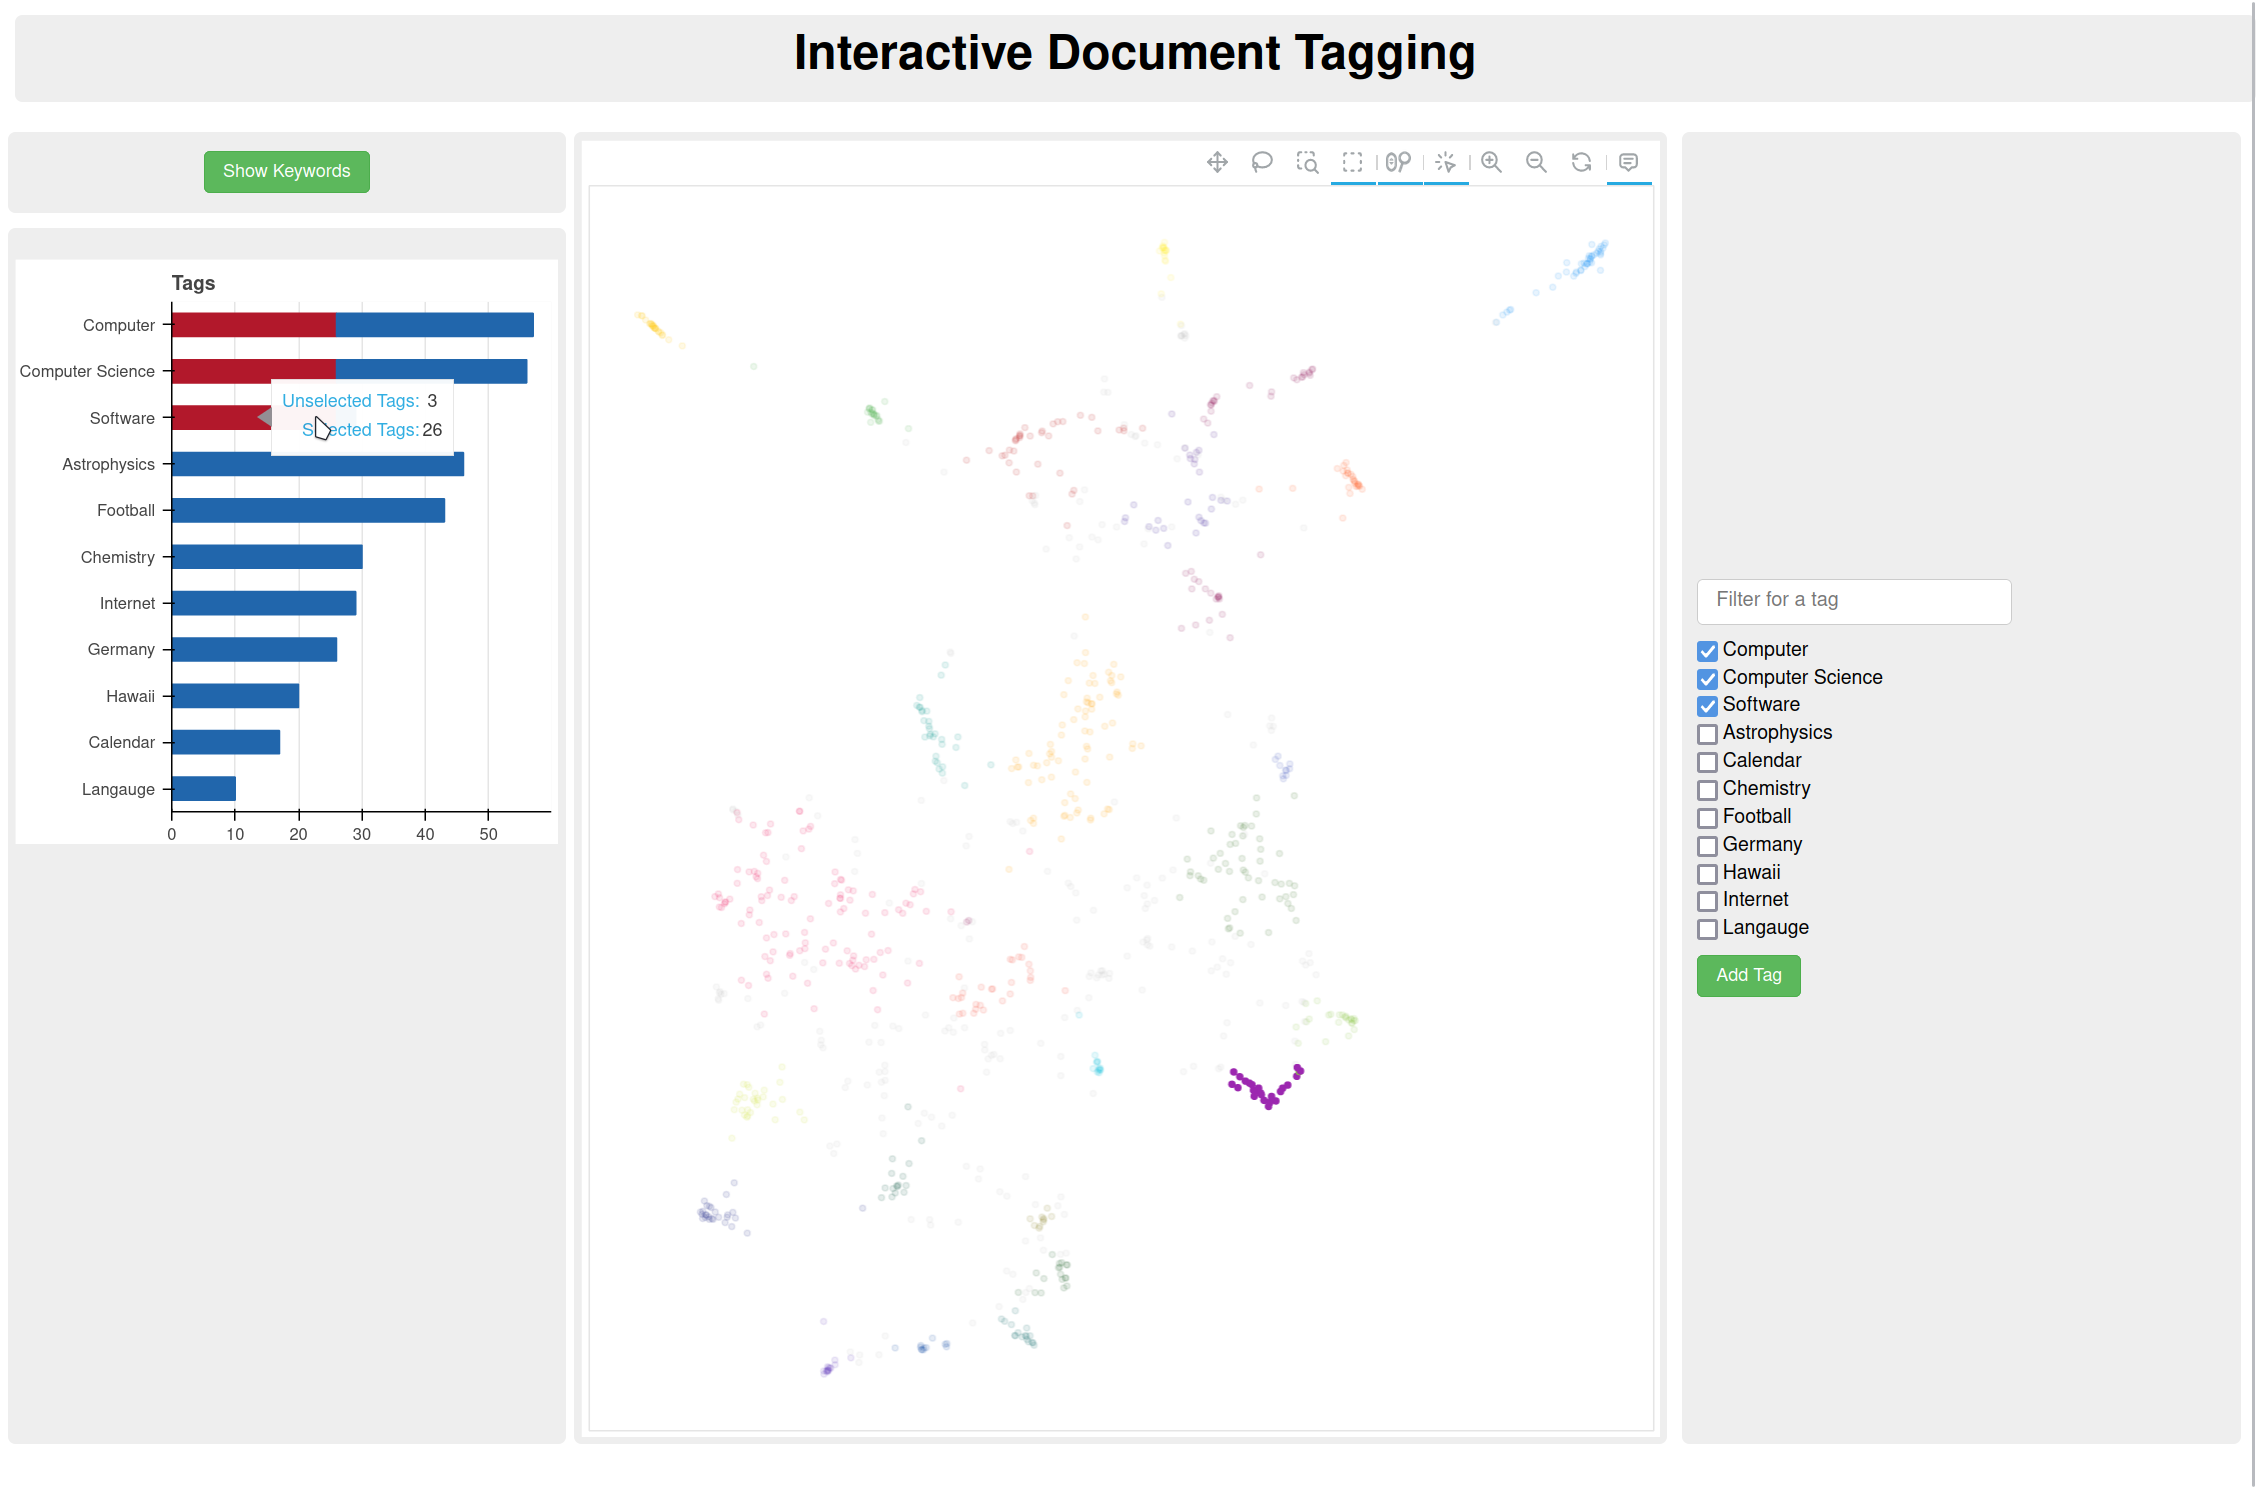 Interactive Document Tagging
Show Keywords
Tags
Computer
Computer Science
Software
Astrophysics
Football
Chemistry
Internet
Germany
Hawaii
Calendar
Langauge
0 10 20 30 40 50
Unselected Tags: 3
Selected Tags: 26
Filter for a tag
Computer
Computer Science
Software
Astrophysics
Calendar
Chemistry
Football
Germany
Hawaii
Internet
Langauge
Add Tag